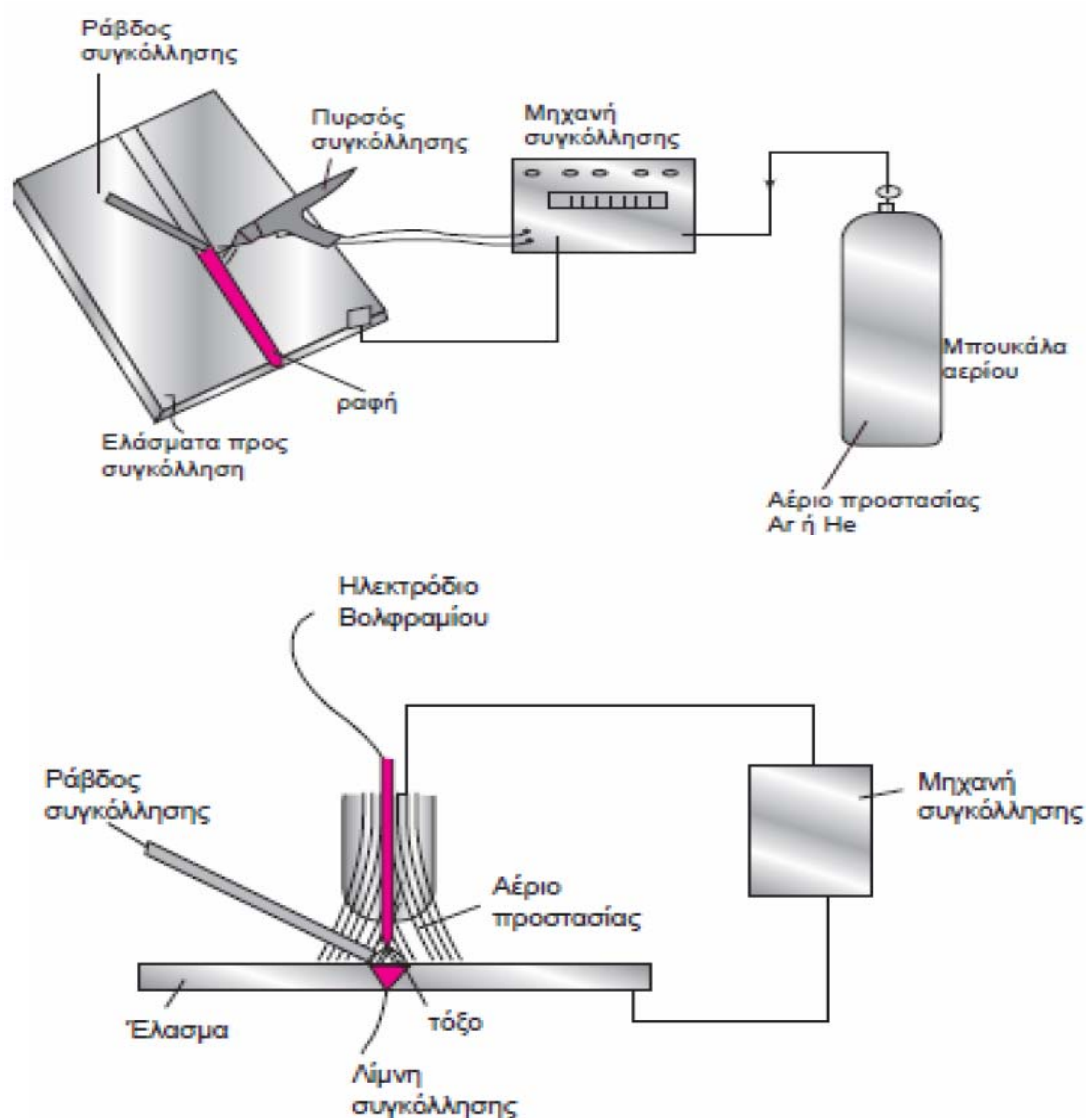 Ράβδος
συγκόλλησης
Πυρσός
συγκόλλησης
Μηχανή
συγκόλλησης
Μπουκάλα
αερίου
ραφή
Ελάσματα προς
συγκόλληση
Αέριο προστασίας
Ar ή He
Ηλεκτρόδιο
Βολφραμίου
Ράβδος
συγκόλλησης
Μηχανή
συγκόλλησης
Αέριο
προστασίας
Έλασμα
τόξο
Λίμνη
συγκόλλησης